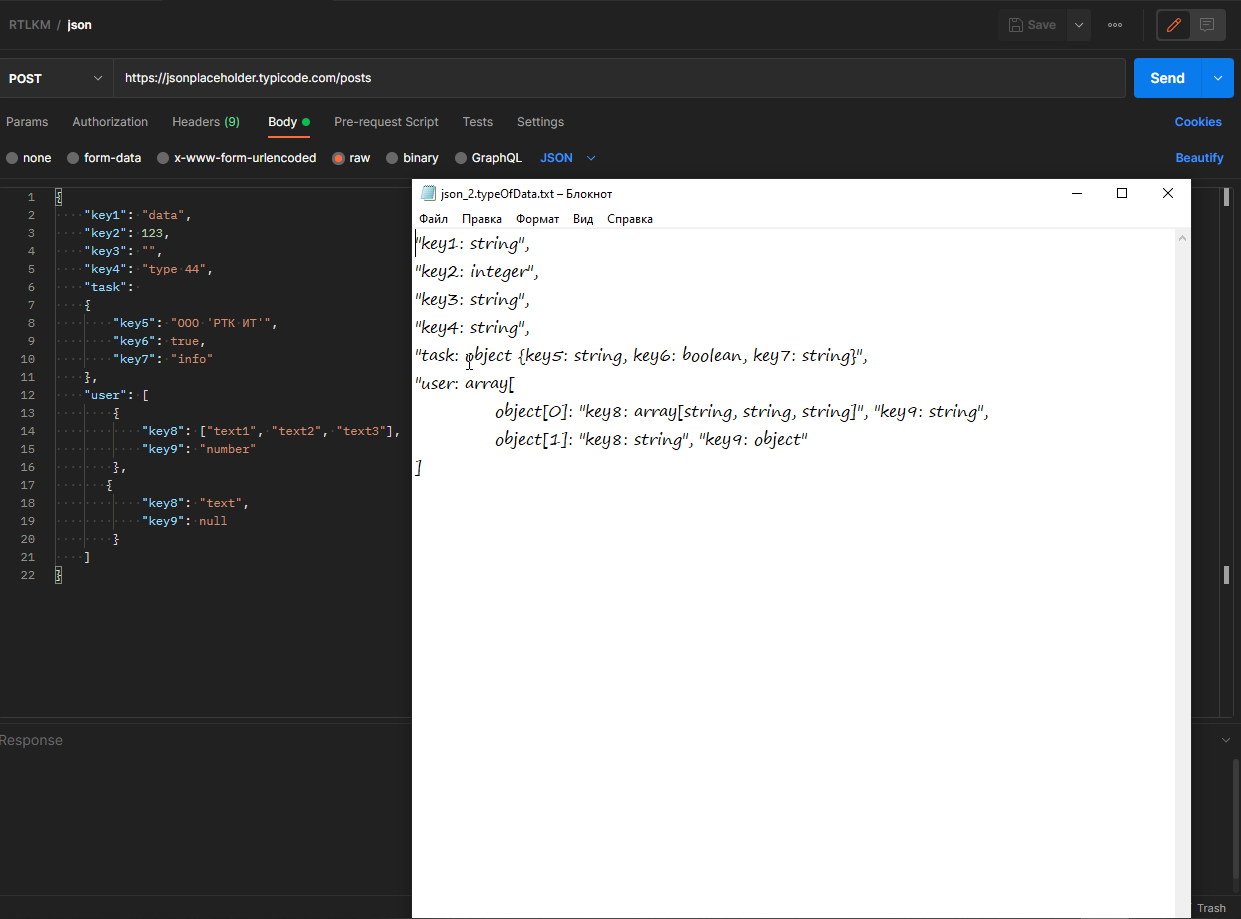 RTLKM / json
Save
POST
https://jsonplaceholder.typicode.com/posts
Send
Params Authorization Headers (9) Body Pre-request Script Tests Settings Cookies
none form-data x-www-form-urlencoded raw binary GraphQL JSON Beautify
1 {
2 "key1": "data",
3 "key2": 123,
4 "key3": "",
5 "key4": "type 44",
6 "task":
7 {
8 "key5": "ООО 'РТК ИТ'",
9 "key6": true,
10 "key7": "info"
11 },
12 "user": [
13 {
14 "key8": ["text1", "text2", "text3"],
15 "key9": "number"
16 },
17 {
18 "key8": "text",
19 "key9": null
20 }
21 ]
22 }
json_2.typeOfData.txt – Блокнот
Файл Правка Формат Вид Справка
"key1: string",
"key2: integer",
"key3: string",
"key4: string",
"task: object {key5: string, key6: boolean, key7: string}",
"user: array[
object[0]: "key8: array[string, string, string]", "key9: string",
object[1]: "key8: string", "key9: object"
]
Response
Trash